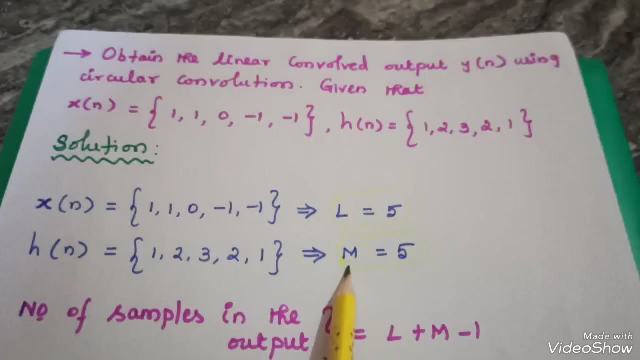 → Obtain the linear convolved output y(n) using
circular convolution. Given that
x(n) = { 1, 1, 0, -1, -1} , h(n) = { 1, 2, 3, 2, 1 }
Solution:
x(n) = { 1, 1, 0, -1, -1} ⇒ L = 5
h(n) = { 1, 2, 3, 2, 1 } ⇒ M = 5
No of samples in the
output } = L + M - 1
Made with
VideoShow